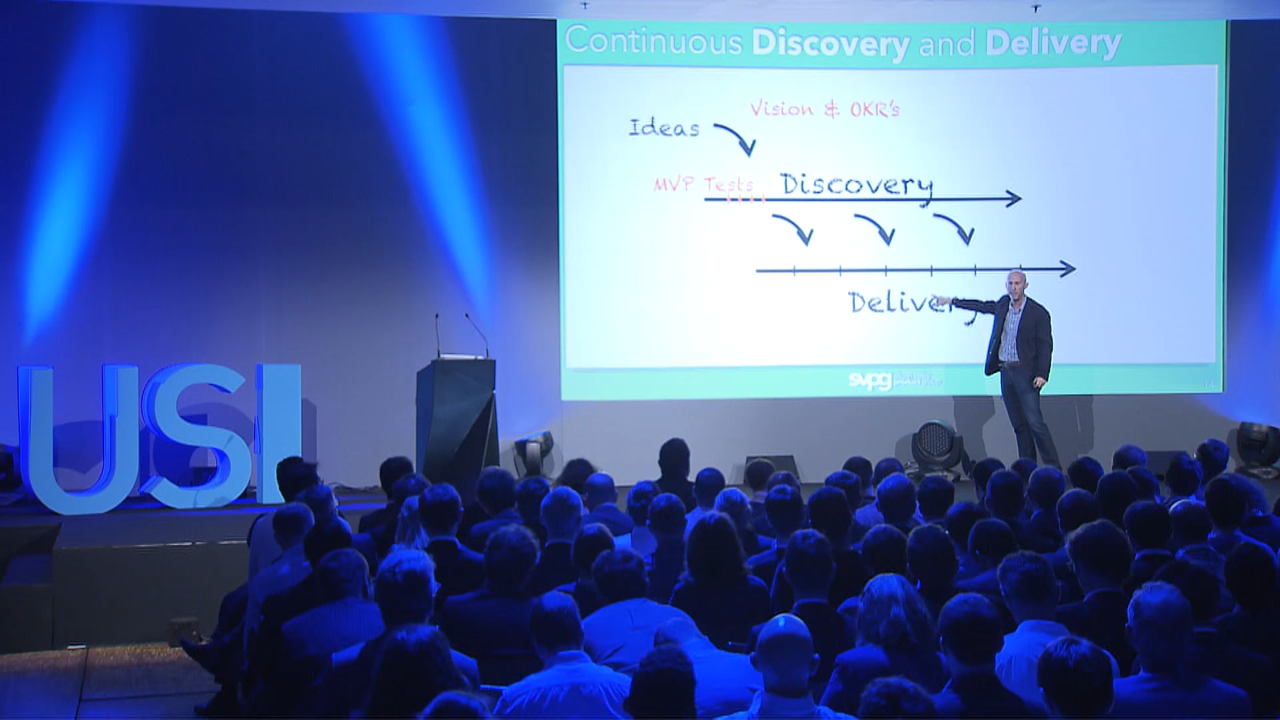 Continuous Discovery and Delivery
Vision & OKR's
Ideas
MVP Tests
Discovery
Delivery
svpg
USI